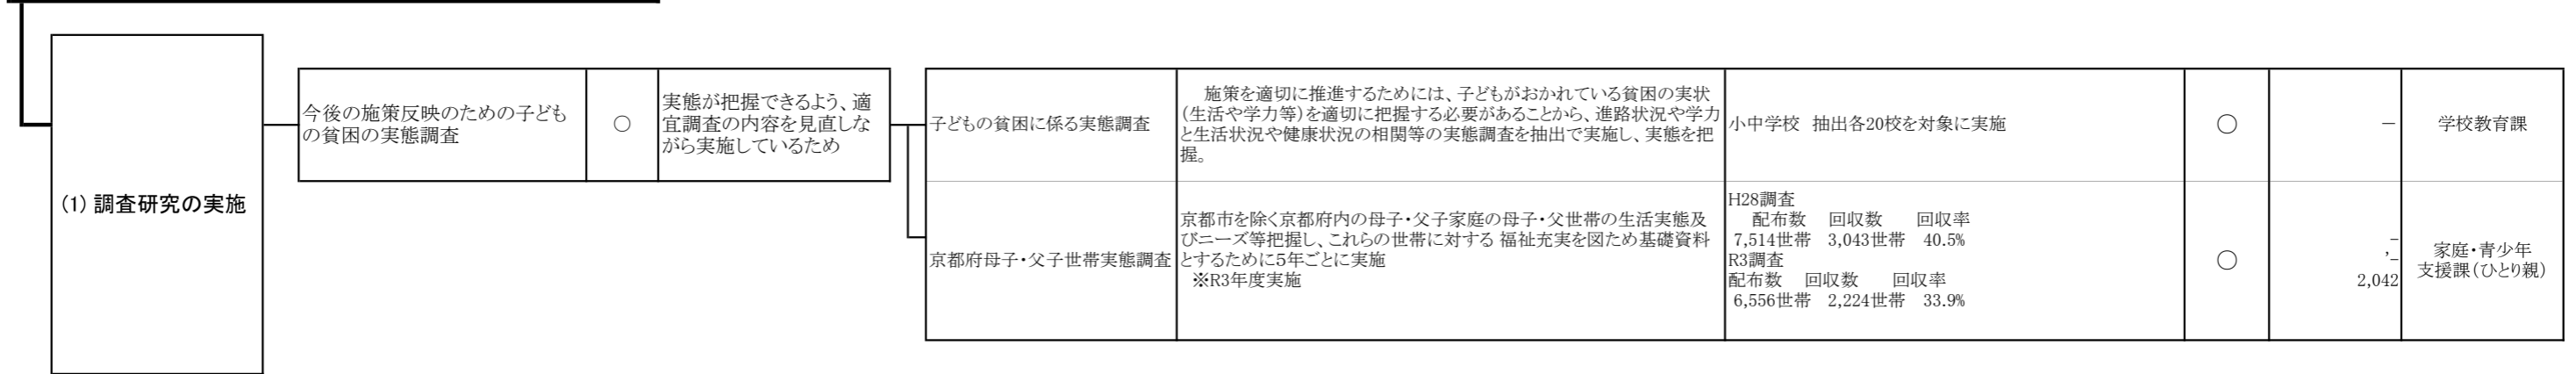 (1) 調査研究の実施
今後の施策反映のための子ども
の貧困の実態調査
○
実態が把握できるよう、適
宜調査の内容を見直しな
がら実施しているため
子どもの貧困に係る実態調査
施策を適切に推進するためには、子どもがおかれている貧困の実状
(生活や学力等)を適切に把握する必要があることから、進路状況や学力
と生活状況や健康状況の相関等の実態調査を抽出で実施し、実態を把
握。
小中学校 抽出各20校を対象に実施
○
－
学校教育課
京都府母子・父子世帯実態調査
京都市を除く京都府内の母子・父子家庭の母子・父世帯の生活実態及
びニーズ等把握し、これらの世帯に対する 福祉充実を図ため基礎資料
とするために5年ごとに実施
※R3年度実施
H28調査
配布数 回収数 回収率
7,514世帯 3,043世帯 40.5%
R3調査
配布数 回収数 回収率
6,556世帯 2,224世帯 33.9%
○
－
,－
2,042
家庭・青少年
支援課(ひとり親)